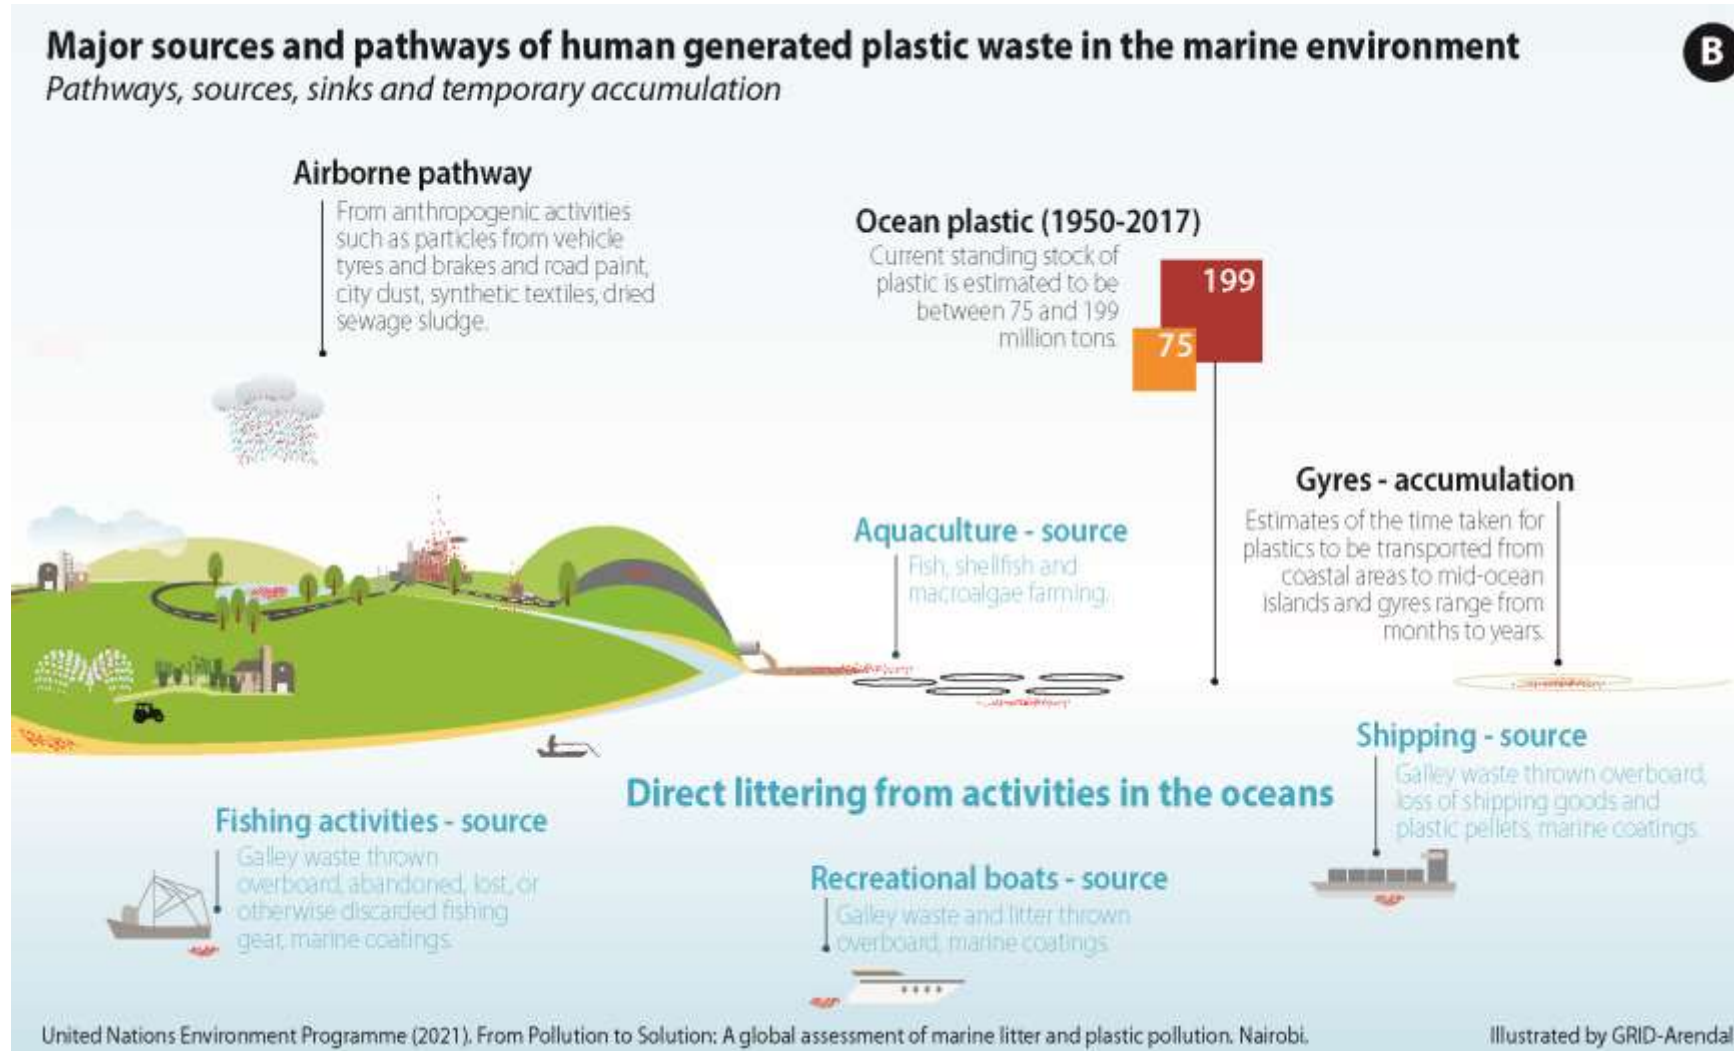 Major sources and pathways of human generated plastic waste in the marine environment
B
Pathways, sources, sinks and temporary accumulation
Airborne pathway
From anthropogenic activities
such as particles from vehicle
tyres and brakes and road paint,
city dust, synthetic textiles, dried
sewage sludge.
Ocean plastic (1950-2017)
Current standing stock of
plastic is estimated to be
between 75 and 199
million tons.
199
75
Gyres - accumulation
Estimates of the time taken for
plastics to be transported from
coastal areas to mid-ocean
islands and gyres range from
months to years.
Aquaculture - source
Fish, shellfish and
macroalgae farming.
Shipping - source
Galley waste thrown overboard,
loss of shipping goods and
plastic pellets, marine coatings.
Direct littering from activities in the oceans
Fishing activities - source
Galley waste thrown
overboard, abandoned, lost, or
otherwise discarded fishing
gear, marine coatings.
Recreational boats - source
Galley waste and litter thrown
overboard, marine coatings.
United Nations Environment Programme (2021). From Pollution to Solution: A global assessment of marine litter and plastic pollution. Nairobi.
Illustrated by GRID-Arendal